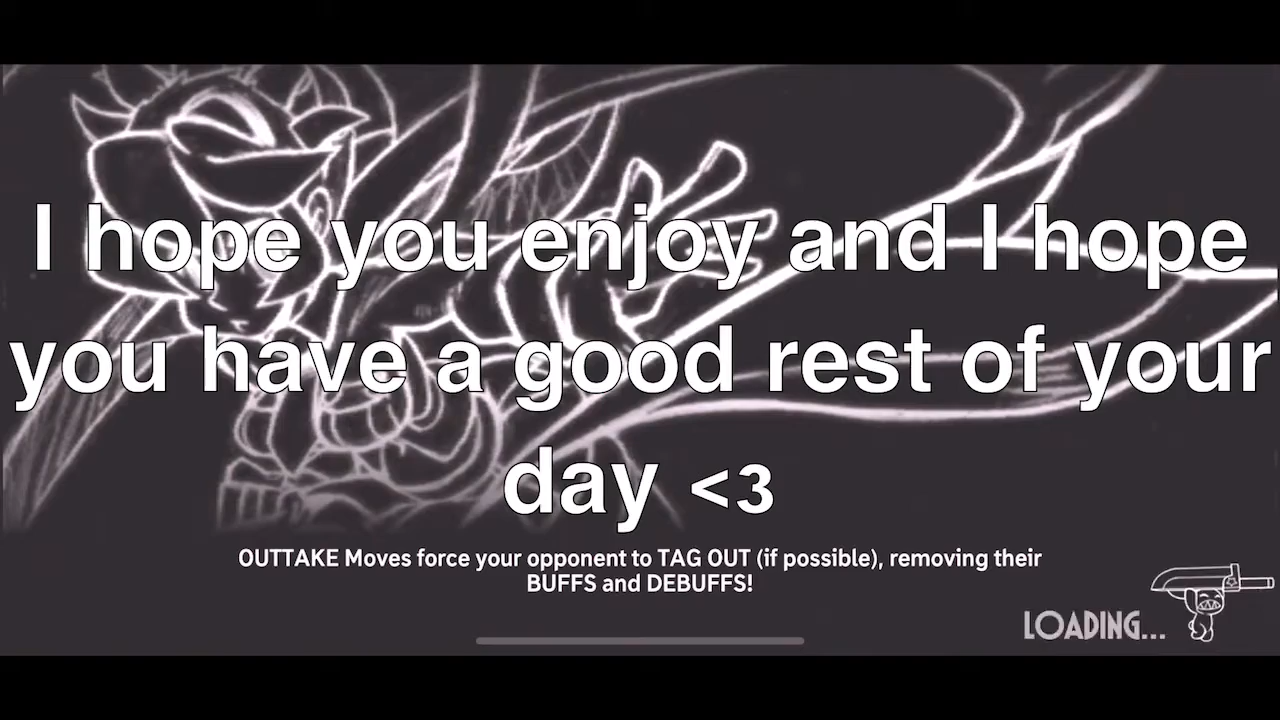 I hope you enjoy and I hope
you have a good rest of your
day <3
OUTTAKE Moves force your opponent to TAG OUT (if possible), removing their
BUFFS and DEBUFFS!
LOADING...